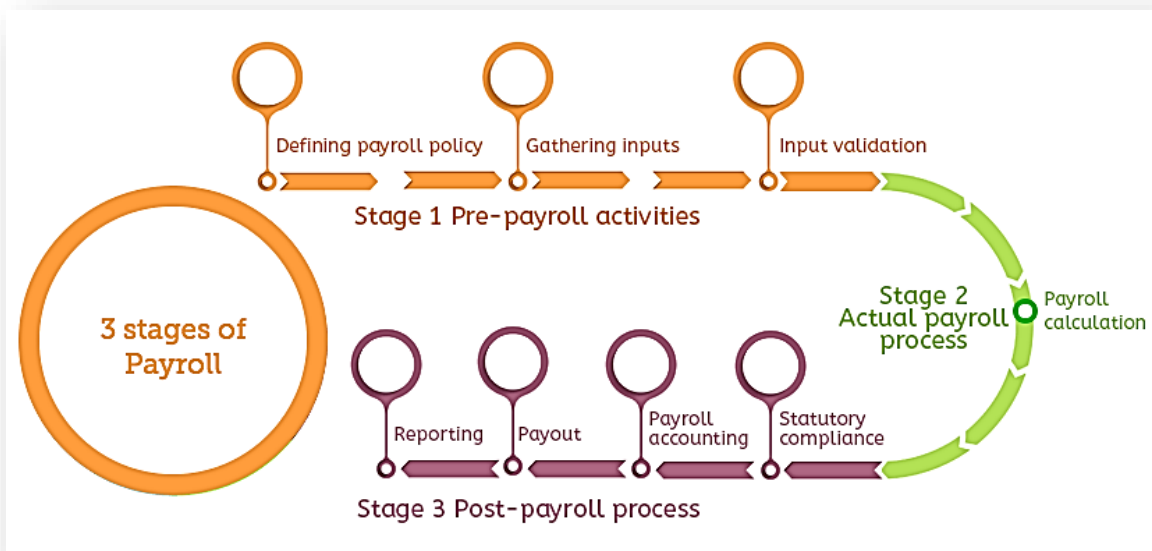 Defining payroll policy
Gathering inputs
Input validation
Stage 1 Pre-payroll activities
3 stages of
Payroll
Stage 2
Actual payroll
process
Payroll
calculation
Reporting
Payout
Payroll
accounting
Statutory
compliance
Stage 3 Post-payroll process